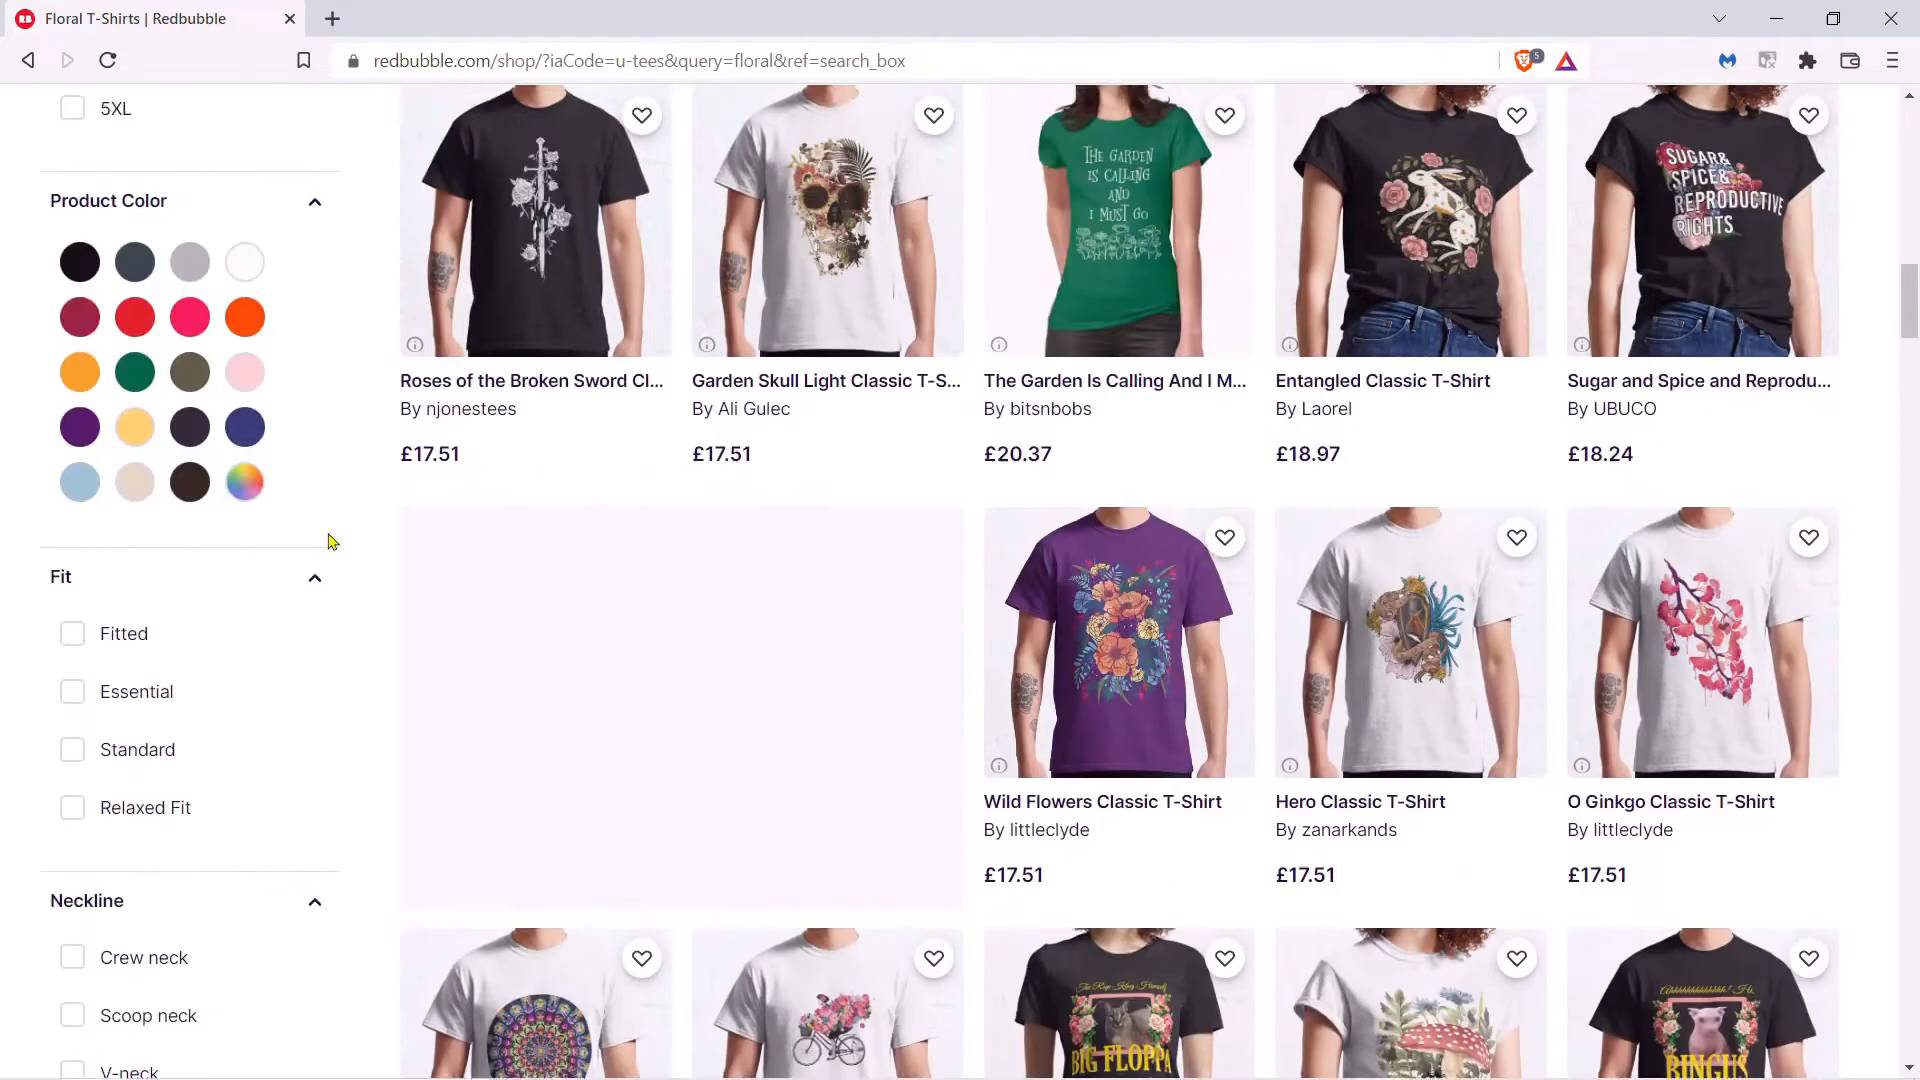 Floral T-Shirts | Redbubble
redbubble.com/shop/?iaCode=u-tees&query=floral&ref=search_box
5
5XL
Product Color
Fit
Fitted
Essential
Standard
Relaxed Fit
Neckline
Crew neck
Scoop neck
V-neck
THE GARDEN
IS CALLING
AND
I MUST GO
SUGAR&
SPICE&
REPRODUCTIVE
RIGHTS
Roses of the Broken Sword Cl...
By njonestees
£17.51
Garden Skull Light Classic T-S...
By Ali Gulec
£17.51
The Garden Is Calling And I M...
By bitsnbobs
£20.37
Entangled Classic T-Shirt
By Laorel
£18.97
Sugar and Spice and Reprodu...
By UBUCO
£18.24
Wild Flowers Classic T-Shirt
By littleclyde
£17.51
Hero Classic T-Shirt
By zanarkands
£17.51
O Ginkgo Classic T-Shirt
By littleclyde
£17.51
BIG FLOPPA
BINGUS